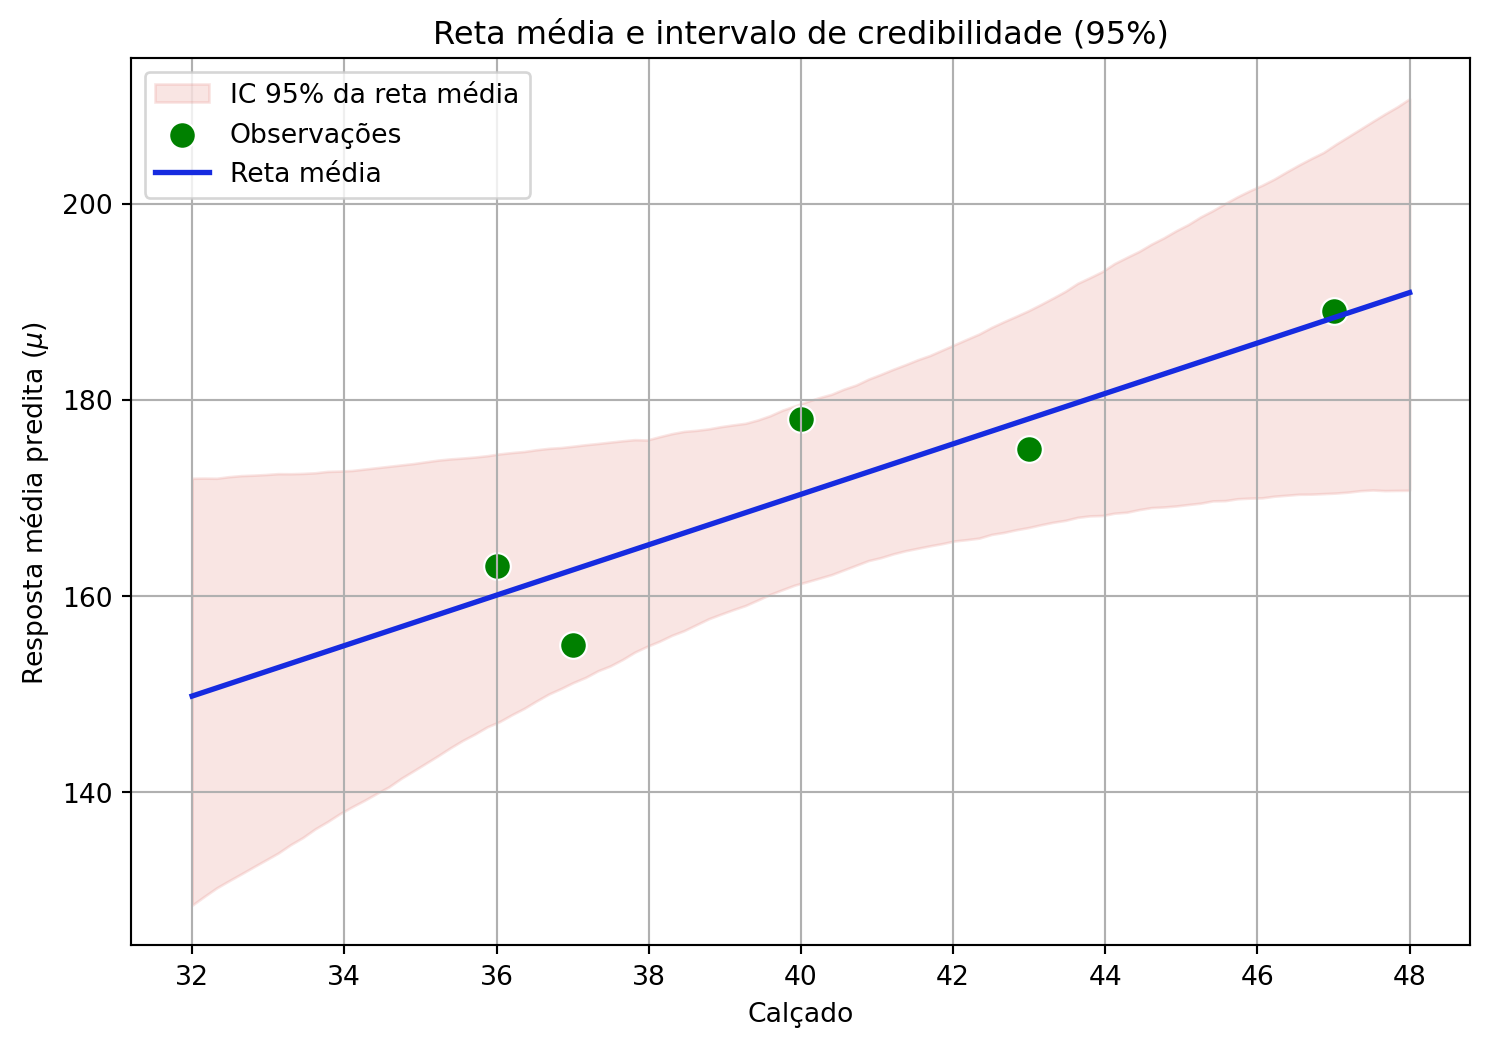 Reta média e intervalo de credibilidade (95%)
IC 95% da reta média
Observações
Reta média
Resposta média predita (μ)
200
180
160
140
32 34 36 38 40 42 44 46 48
Calçado